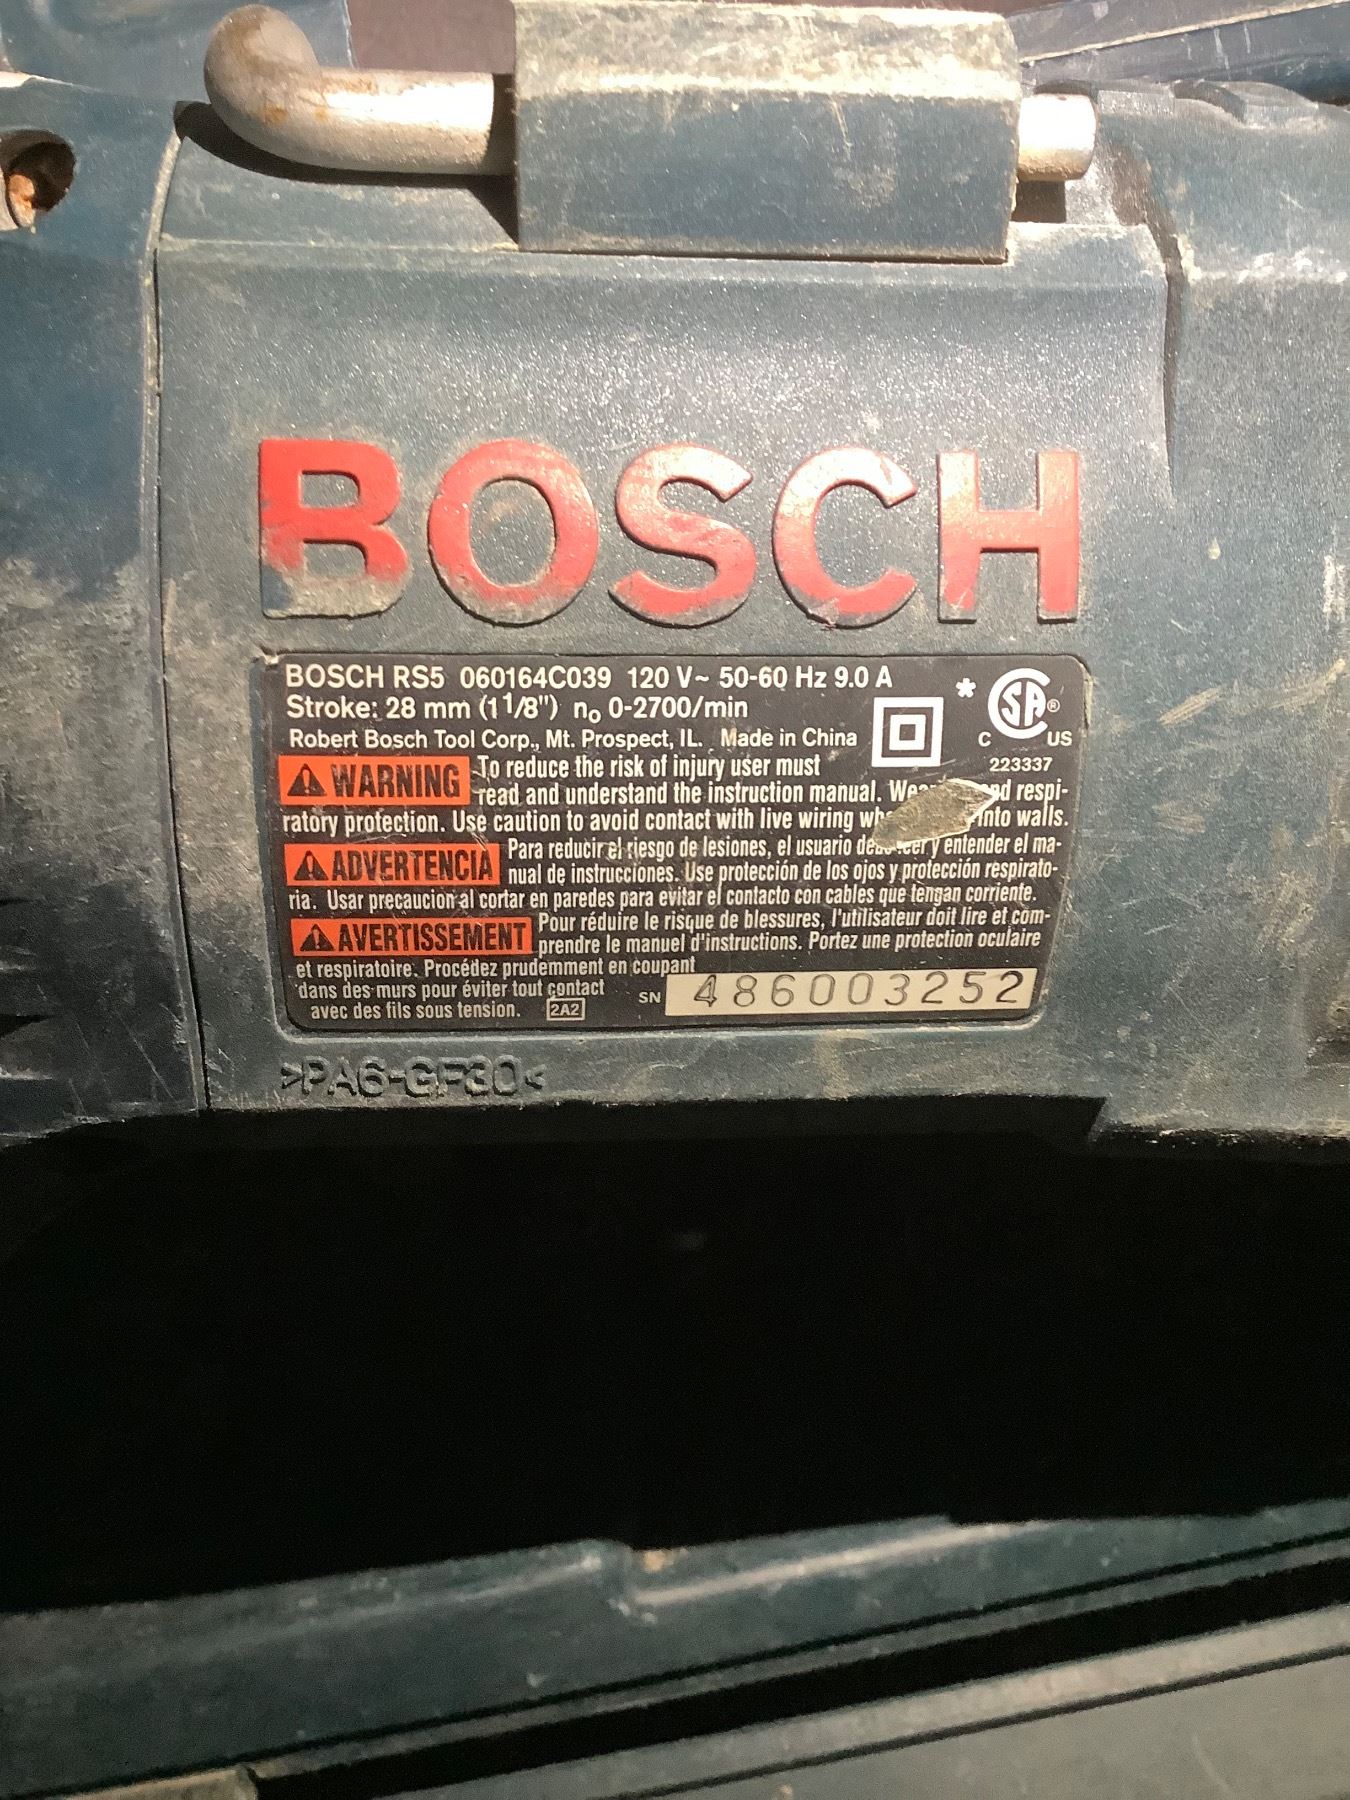 BOSCH
BOSCH RS5 060164C039 120 V~ 50-60 Hz 9.0 A
Stroke: 28 mm (1 1/8") no 0-2700/min
Robert Bosch Tool Corp., Mt. Prospect, IL. Made in China
* C SA® US
223337
WARNING To reduce the risk of injury user must
read and understand the instruction manual. and respi-
ratory protection. Use caution to avoid contact with live wiring into walls.
ADVERTENCIA Para reducir el riesgo de lesiones, el usuario leer y entender el ma-
nual de instrucciones. Use protección de los ojos y protección respirato-
ria. Usar precaucion al cortar en paredes para evitar el contacto con cables que tengan corriente.
AVERTISSEMENT Pour réduire le risque de blessures, l'utilisateur doit lire et com-
prendre le manuel d'instructions. Portez une protection oculaire
et respiratoire. Procédez prudemment en coupant
dans des murs pour éviter tout contact
avec des fils sous tension. 2A2
SN 486003252
>PA6-GF30<